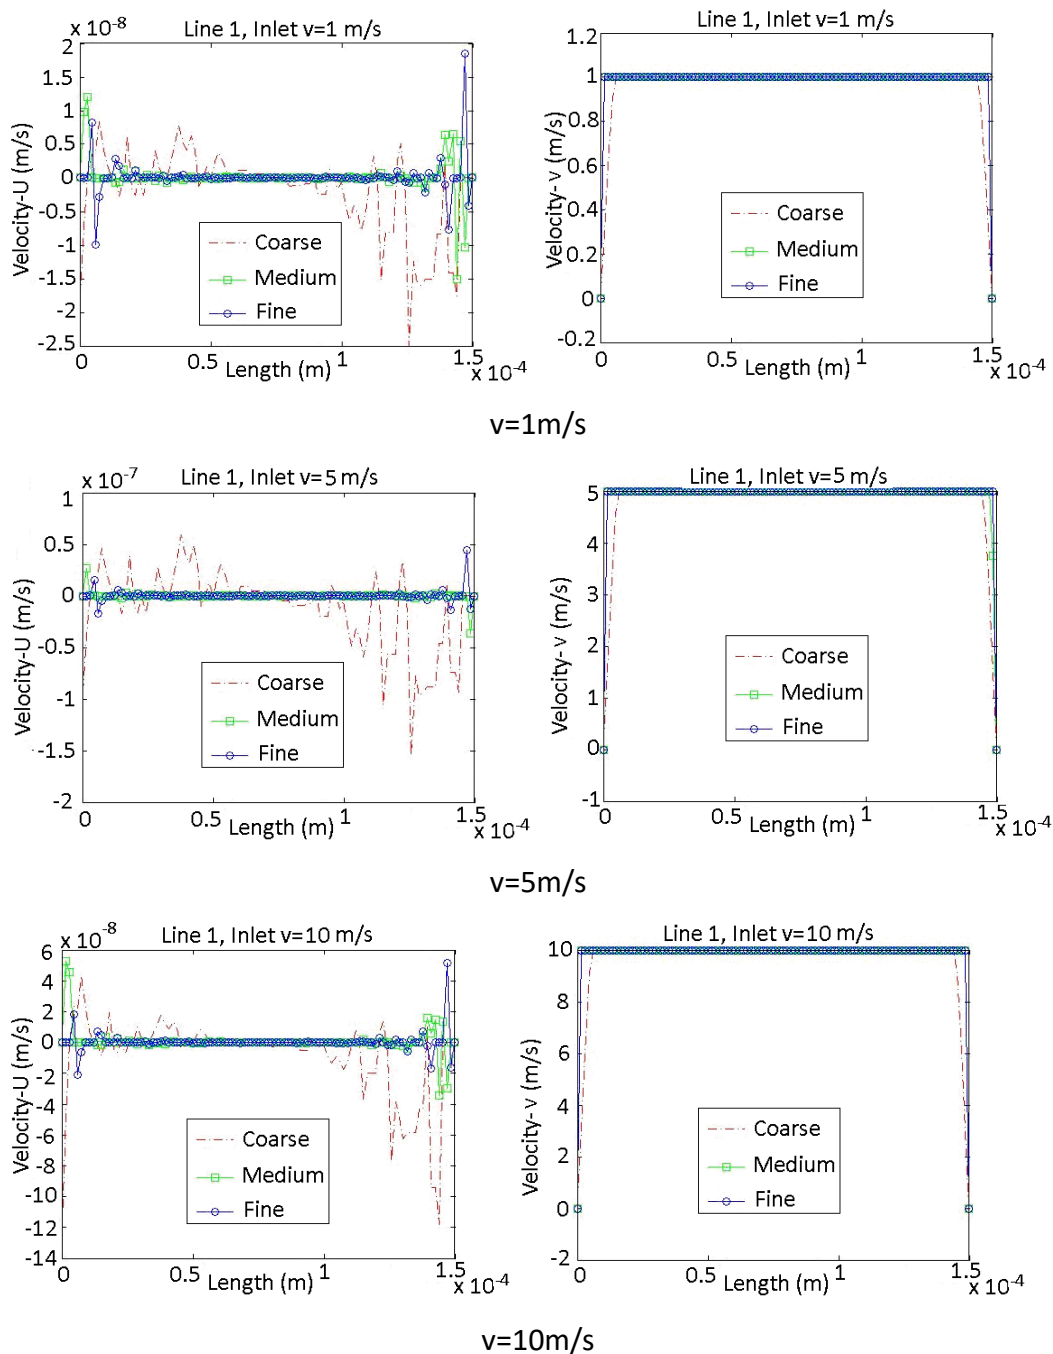 x 10-8
Line 1, Inlet v=1 m/s
2
1.5
1
0.5
0
-0.5
-1
-1.5
-2
-2.5
Velocity-U (m/s)
Coarse
Medium
Fine
0
0.5
1
1.5
Length (m)
x 10-4
Line 1, Inlet v=1 m/s
1.2
1
0.8
0.6
0.4
0.2
0
-0.2
Velocity- v (m/s)
Coarse
Medium
Fine
0
0.5
1
1.5
Length (m)
x 10-4
v=1m/s
x 10-7
Line 1, Inlet v=5 m/s
1
0.5
0
-0.5
-1
-1.5
-2
Velocity-U (m/s)
Coarse
Medium
Fine
0
0.5
1
1.5
Length (m)
x 10-4
Line 1, Inlet v=5 m/s
5
4
3
2
1
0
-1
Velocity- v (m/s)
Coarse
Medium
Fine
0
0.5
1
1.5
Length (m)
x 10-4
v=5m/s
x 10-8
Line 1, Inlet v=10 m/s
6
4
2
0
-2
-4
-6
-8
-10
-12
-14
Velocity-U (m/s)
Coarse
Medium
Fine
0
0.5
1
1.5
Length (m)
x 10-4
Line 1, Inlet v=10 m/s
10
8
6
4
2
0
-2
Velocity- v (m/s)
Coarse
Medium
Fine
0
0.5
1
1.5
Length (m)
x 10-4
v=10m/s